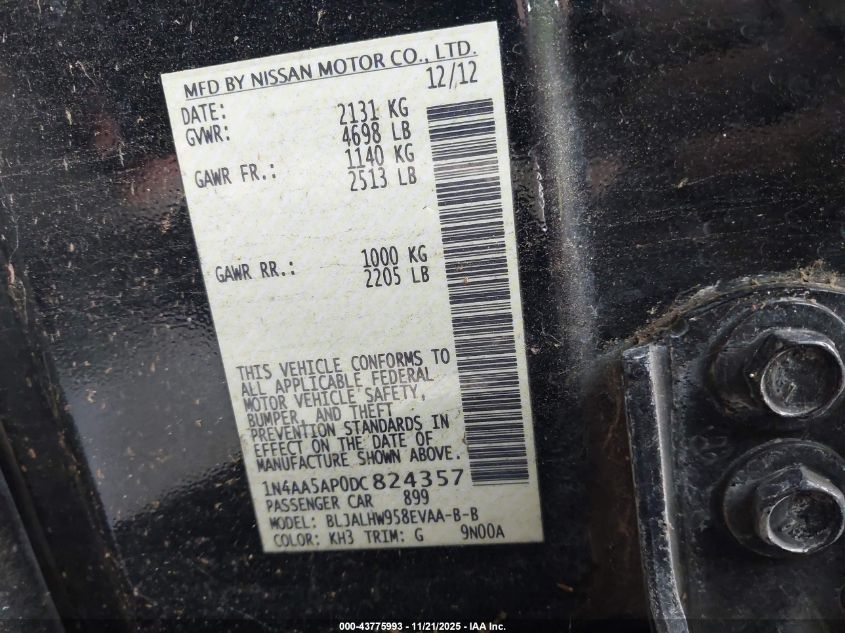 MFD BY NISSAN MOTOR CO., LTD.
DATE: 12/12
GVWR: 2131 KG
4698 LB
GAWR FR.: 1140 KG
2513 LB
GAWR RR.: 1000 KG
2205 LB
THIS VEHICLE CONFORMS TO
ALL APPLICABLE FEDERAL
MOTOR VEHICLE SAFETY,
BUMPER, AND THEFT
PREVENTION STANDARDS IN
EFFECT ON THE DATE OF
MANUFACTURE SHOWN ABOVE.
1N4AA5AP0DC824357
PASSENGER CAR 899
MODEL: BLJALHW958EVAA-B-B
COLOR: KH3 TRIM: G 9N00A
000-43775993 - 11/21/2025 - IAA Inc.